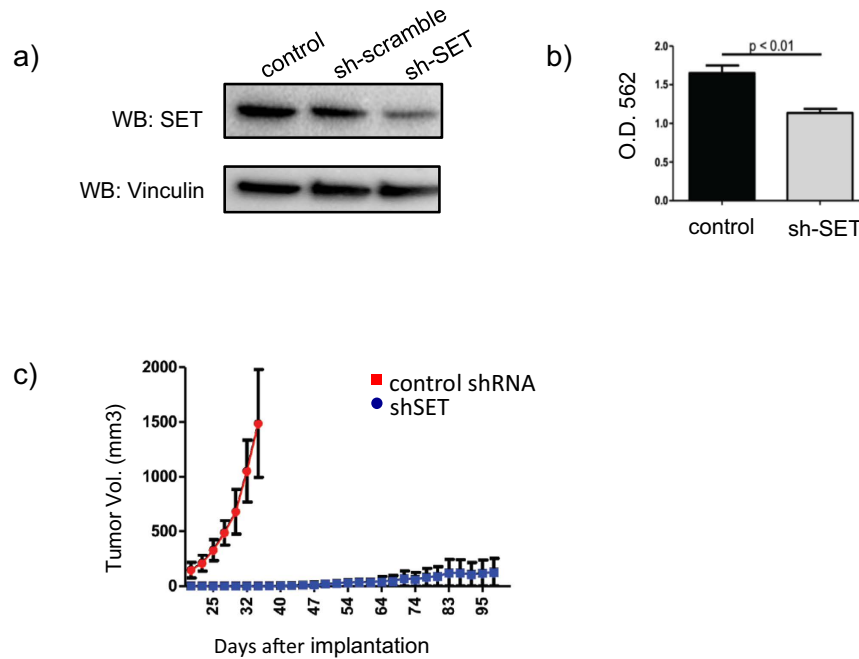 a)
control
sh-scramble
sh-SET
WB: SET
WB: Vinculin
b)
p < 0.01
O.D. 562
2.0
1.5
1.0
0.5
0.0
control
sh-SET
c)
control shRNA
shSET
Tumor Vol. (mm3)
2000
1500
1000
500
0
25
32
40
47
54
64
74
83
95
Days after implantation